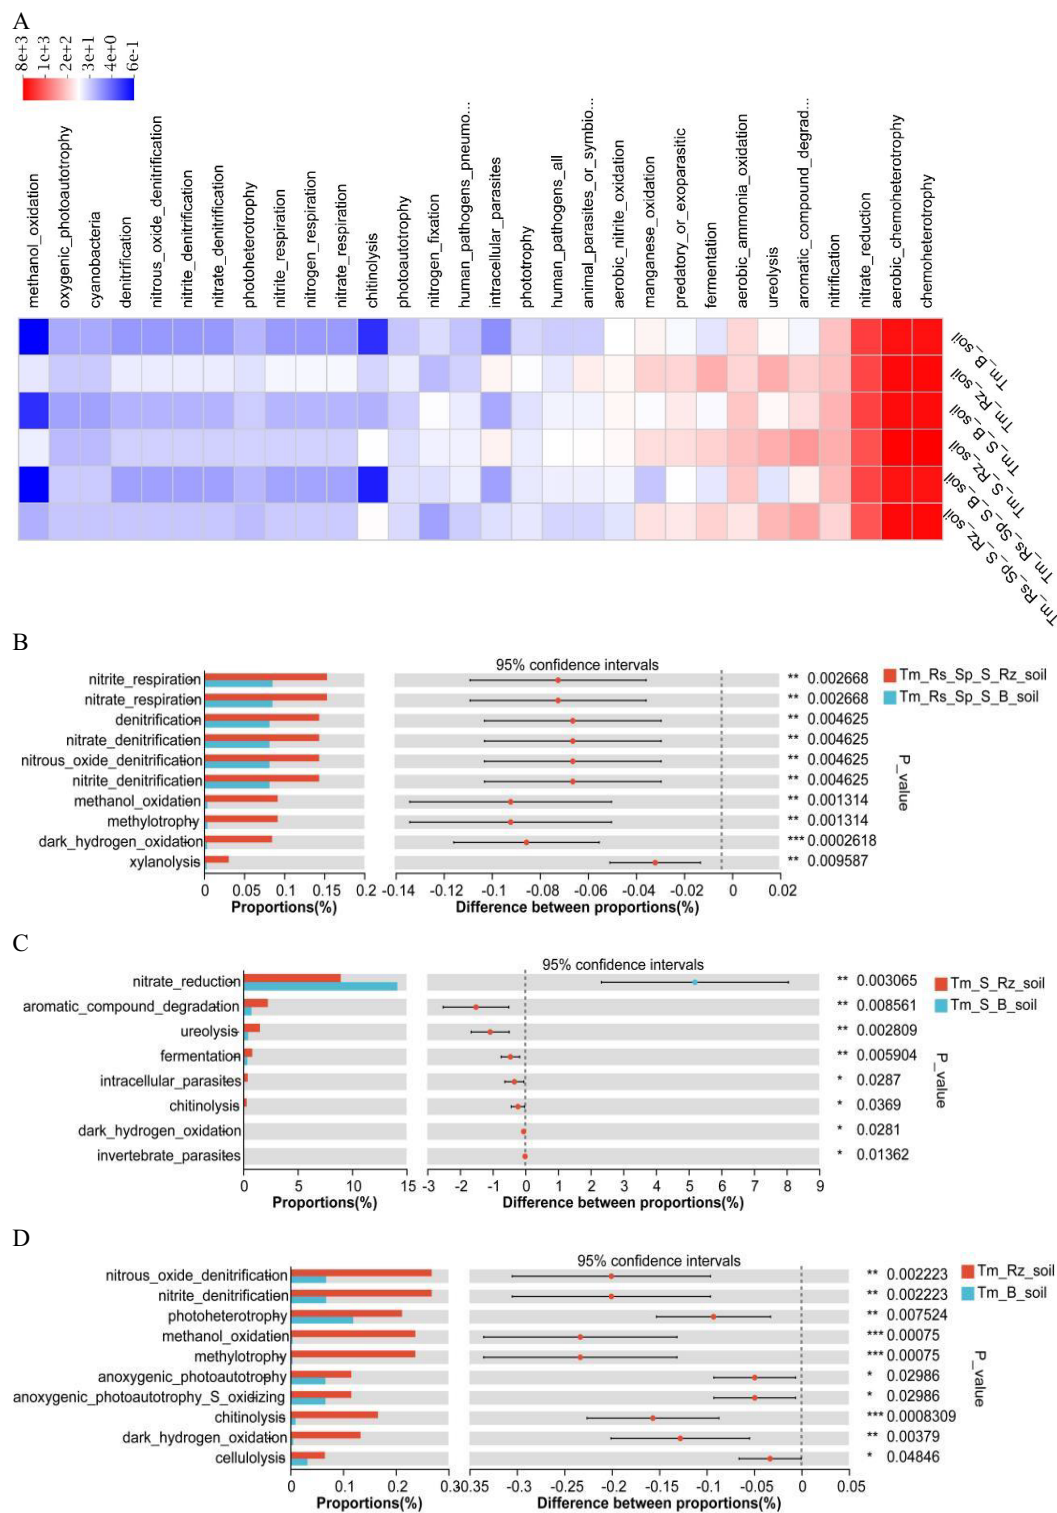 A
8e+3
1e+3
2e+2
3e+1
4e+0
6e-1
methanol_oxidation
oxygenic_photoautotrophy
cyanobacteria
denitrification
nitrous_oxide_denitrification
nitrite_denitrification
nitrate_denitrification
photoheterotrophy
nitrite_respiration
nitrogen_respiration
nitrate_respiration
chitinolysis
photoautotrophy
nitrogen_fixation
human_pathogens_pneumo...
intracellular_parasites
phototrophy
human_pathogens_all
animal_parasites_or_symbio...
aerobic_nitrite_oxidation
manganese_oxidation
predatory_or_exoparasitic
fermentation
aerobic_ammonia_oxidation
ureolysis
aromatic_compound_degrad...
nitrification
nitrate_reduction
aerobic_chemoheterotrophy
chemoheterotrophy
Tm_B_soil
Tm_Rz_soil
Tm_S_B_soil
Tm_S_Rz_soil
Tm_Rs_Sp_S_B_soil
Tm_Rs_Sp_S_Rz_soil
B
95% confidence intervals
nitrite_respiration ** 0.002668
nitrate_respiration ** 0.002668
denitrification ** 0.004625
nitrate_denitrification ** 0.004625
nitrous_oxide_denitrification ** 0.004625
nitrite_denitrification ** 0.004625
methanol_oxidation ** 0.001314
methylotrophy ** 0.001314
dark_hydrogen_oxidation *** 0.0002618
xylanolysis ** 0.009587
Tm_Rs_Sp_S_Rz_soil
Tm_Rs_Sp_S_B_soil
P_value
0 0.05 0.1 0.15 0.2 -0.14 -0.12 -0.1 -0.08 -0.06 -0.04 -0.02 0 0.02
Proportions(%) Difference between proportions(%)
C
95% confidence intervals
nitrate_reduction ** 0.003065
aromatic_compound_degradation ** 0.008561
ureolysis ** 0.002809
fermentation ** 0.005904
intracellular_parasites * 0.0287
chitinolysis * 0.0369
dark_hydrogen_oxidation * 0.0281
invertebrate_parasites * 0.01362
Tm_S_Rz_soil
Tm_S_B_soil
P_value
0 5 10 15 -3 -2 -1 0 1 2 3 4 5 6 7 8 9
Proportions(%) Difference between proportions(%)
D
95% confidence intervals
nitrous_oxide_denitrification ** 0.002223
nitrite_denitrification ** 0.002223
photoheterotrophy ** 0.007524
methanol_oxidation *** 0.00075
methylotrophy *** 0.00075
anoxygenic_photoautotrophy * 0.02986
anoxygenic_photoautotrophy_S_oxidizing * 0.02986
chitinolysis *** 0.0008309
dark_hydrogen_oxidation ** 0.00379
cellulolysis * 0.04846
Tm_Rz_soil
Tm_B_soil
P_value
0 0.1 0.2 0.3 0.35 -0.3 -0.25 -0.2 -0.15 -0.1 -0.05 0 0.05
Proportions(%) Difference between proportions(%)